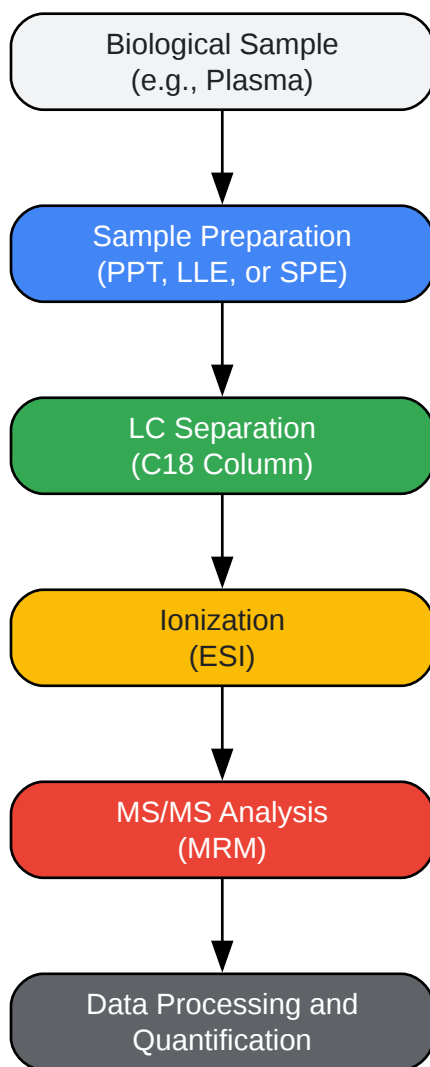 Biological Sample
(e.g., Plasma)
Sample Preparation
(PPT, LLE, or SPE)
LC Separation
(C18 Column)
Ionization
(ESI)
MS/MS Analysis
(MRM)
Data Processing and
Quantification